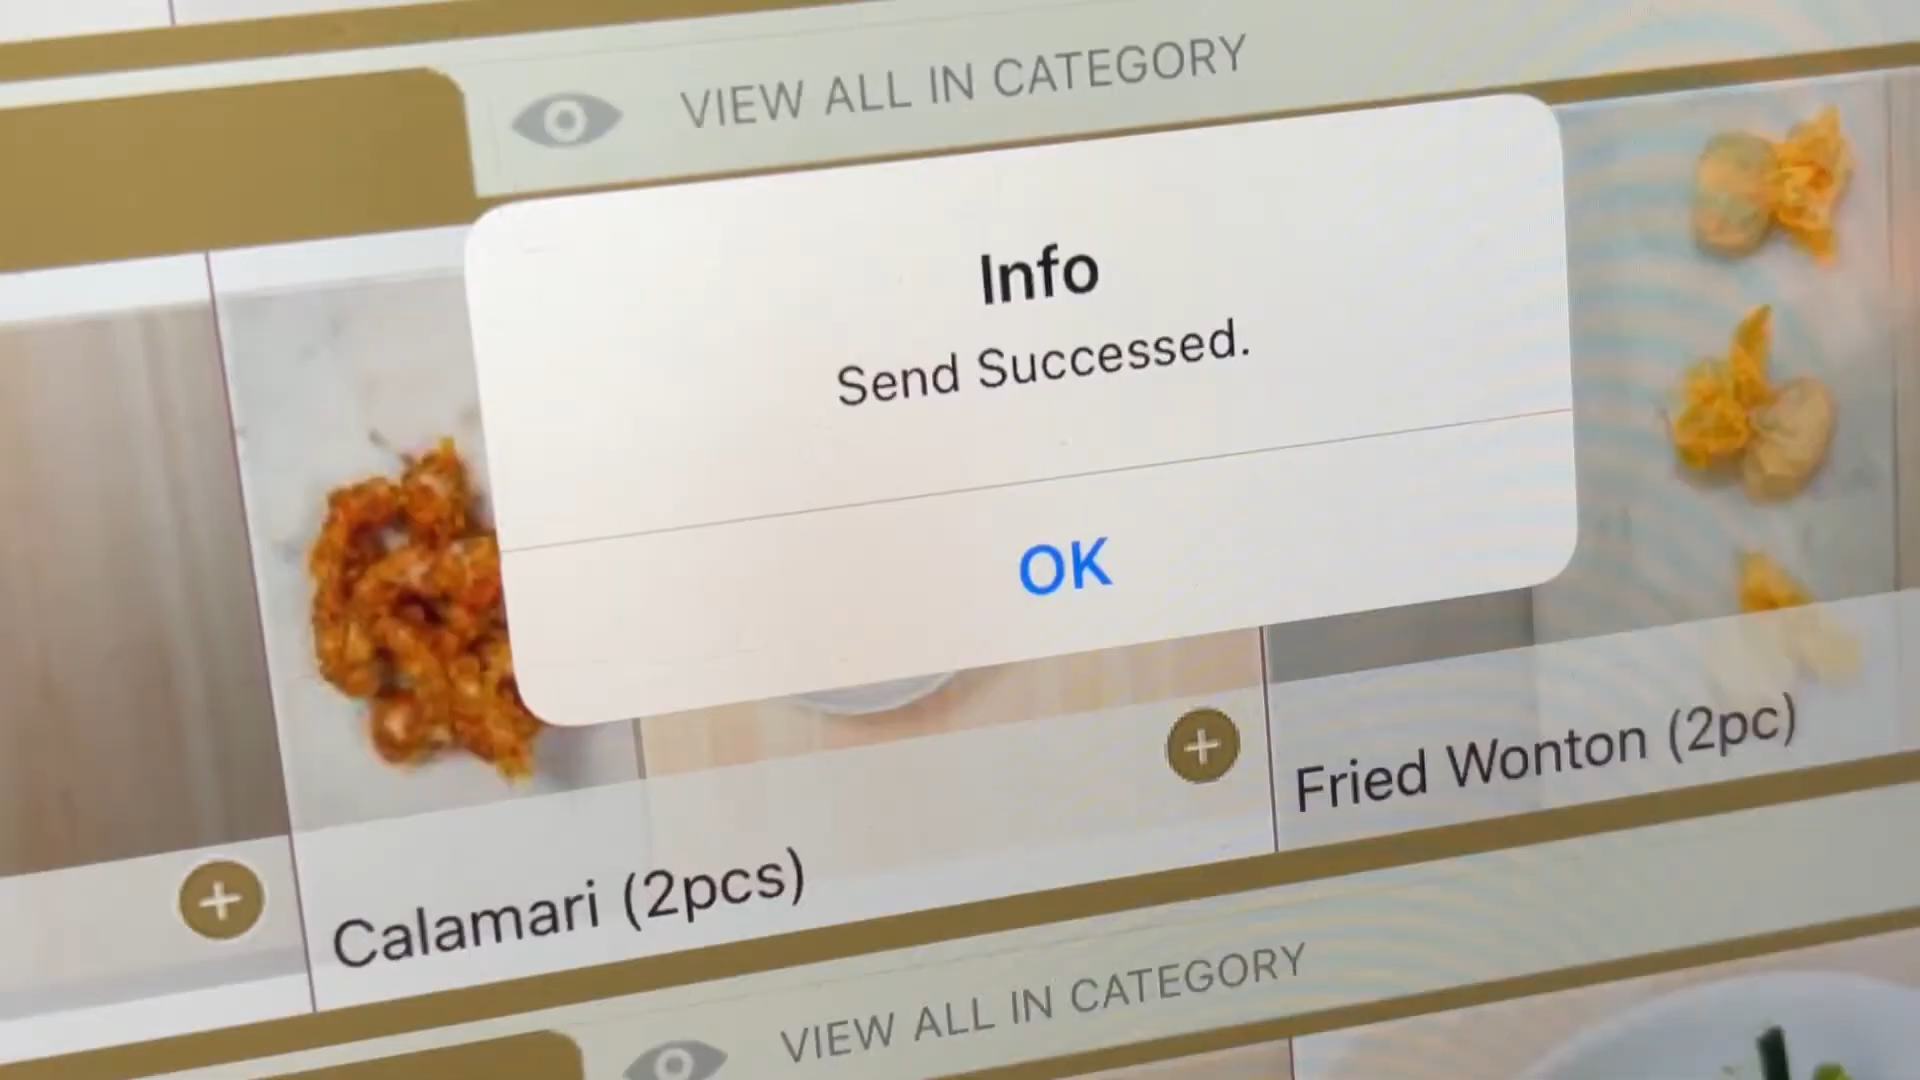 VIEW ALL IN CATEGORY
Info
Send Successed.
OK
Calamari (2pcs)
Fried Wonton (2pc)
VIEW ALL IN CATEGORY